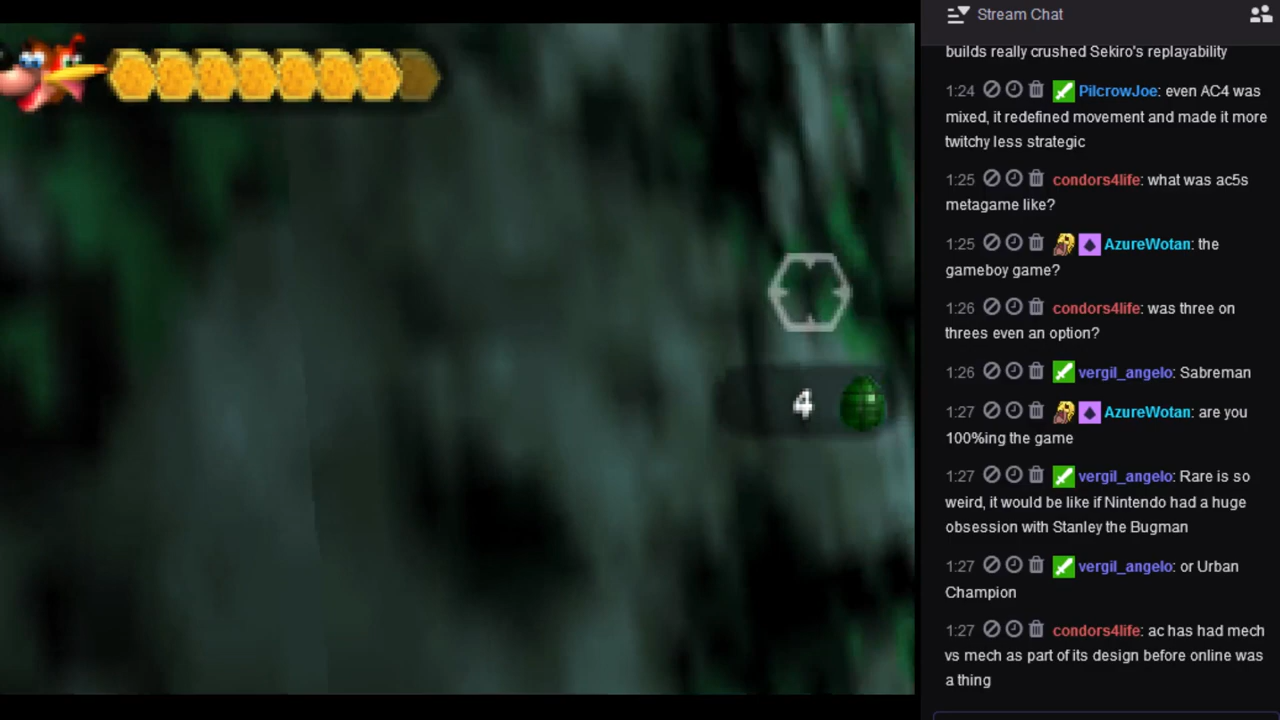 Stream Chat
builds really crushed Sekiro's replayability
1:24 PilcrowJoe: even AC4 was
mixed, it redefined movement and made it more
twitchy less strategic
1:25 condors4life: what was ac5s
metagame like?
1:25 AzureWotan: the
gameboy game?
1:26 condors4life: was three on
threes even an option?
1:26 vergil_angelo: Sabreman
1:27 AzureWotan: are you
100%ing the game
1:27 vergil_angelo: Rare is so
weird, it would be like if Nintendo had a huge
obsession with Stanley the Bugman
1:27 vergil_angelo: or Urban
Champion
1:27 condors4life: ac has had mech
vs mech as part of its design before online was
a thing
4